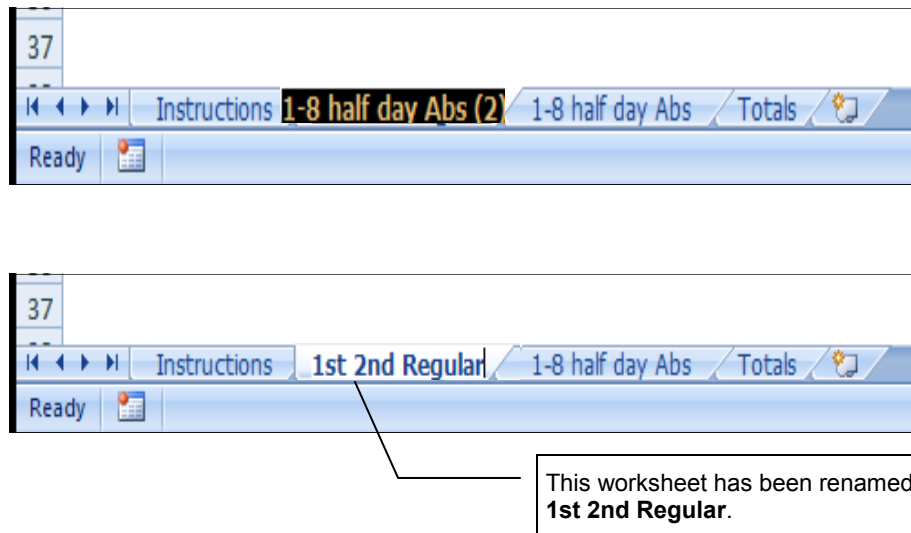 37
Instructions 1-8 half day Abs (2) 1-8 half day Abs Totals
Ready
37
Instructions 1st 2nd Regular 1-8 half day Abs Totals
Ready
This worksheet has been renamed
1st 2nd Regular.